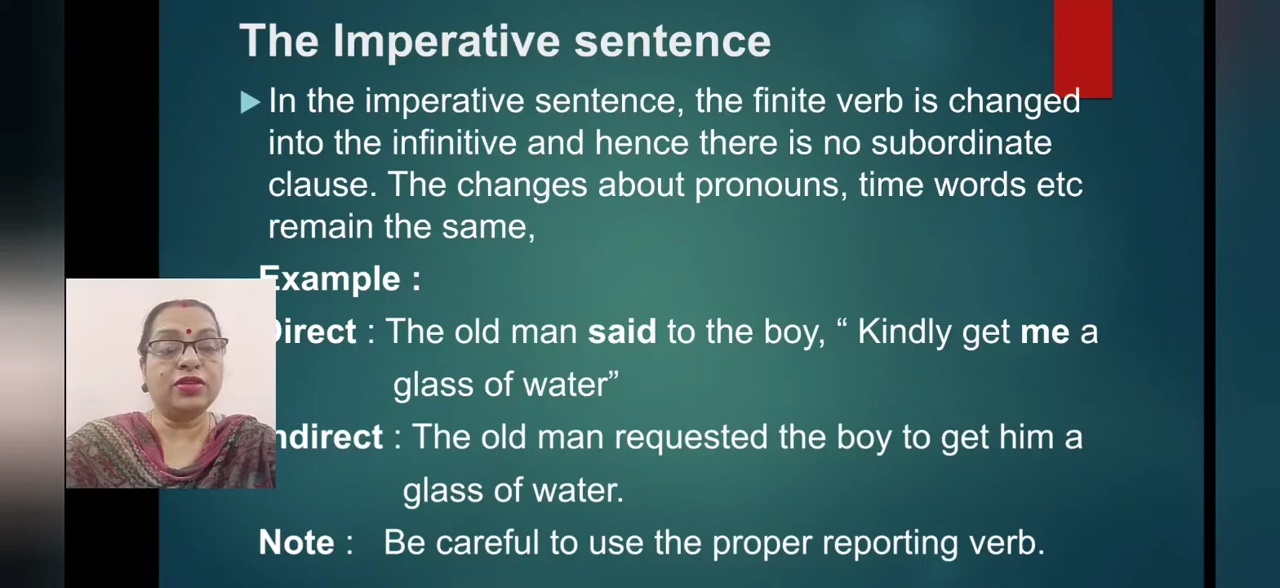 The Imperative sentence
In the imperative sentence, the finite verb is changed
into the infinitive and hence there is no subordinate
clause. The changes about pronouns, time words etc
remain the same,
Example :
Direct : The old man said to the boy, “ Kindly get me a
glass of water”
Indirect : The old man requested the boy to get him a
glass of water.
Note : Be careful to use the proper reporting verb.